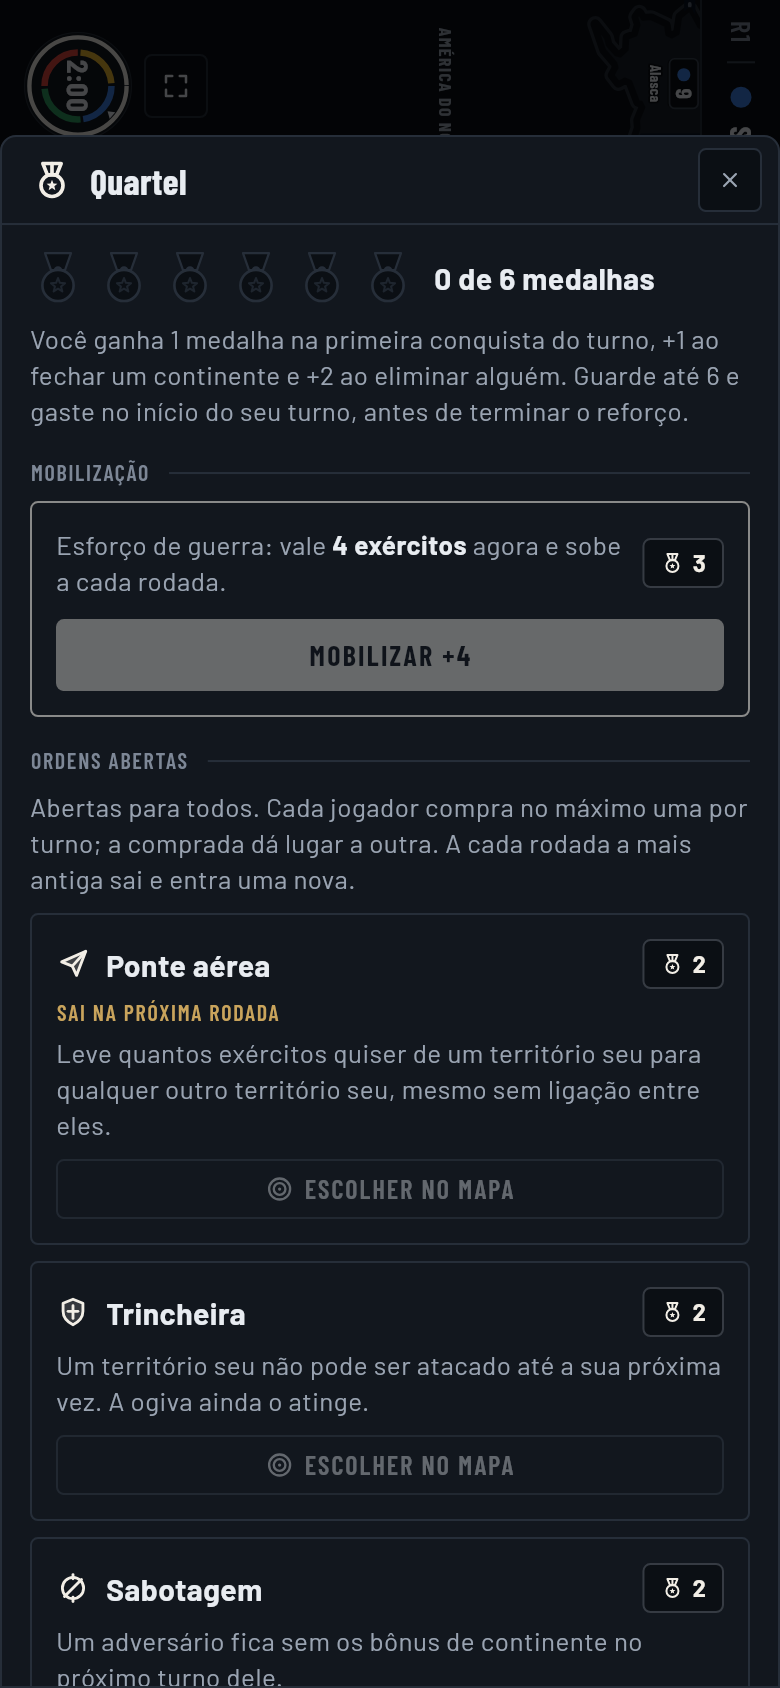 2:00
AMÉRICA DO NO
Alasca
6
R1
S
Quartel
0 de 6 medalhas
Você ganha 1 medalha na primeira conquista do turno, +1 ao
fechar um continente e +2 ao eliminar alguém. Guarde até 6 e
gaste no início do seu turno, antes de terminar o reforço.
MOBILIZAÇÃO
Esforço de guerra: vale 4 exércitos agora e sobe
a cada rodada.
3
MOBILIZAR +4
ORDENS ABERTAS
Abertas para todos. Cada jogador compra no máximo uma por
turno; a comprada dá lugar a outra. A cada rodada a mais
antiga sai e entra uma nova.
Ponte aérea
2
SAI NA PRÓXIMA RODADA
Leve quantos exércitos quiser de um território seu para
qualquer outro território seu, mesmo sem ligação entre
eles.
ESCOLHER NO MAPA
Trincheira
2
Um território seu não pode ser atacado até a sua próxima
vez. A ogiva ainda o atinge.
ESCOLHER NO MAPA
Sabotagem
2
Um adversário fica sem os bônus de continente no
próximo turno dele.